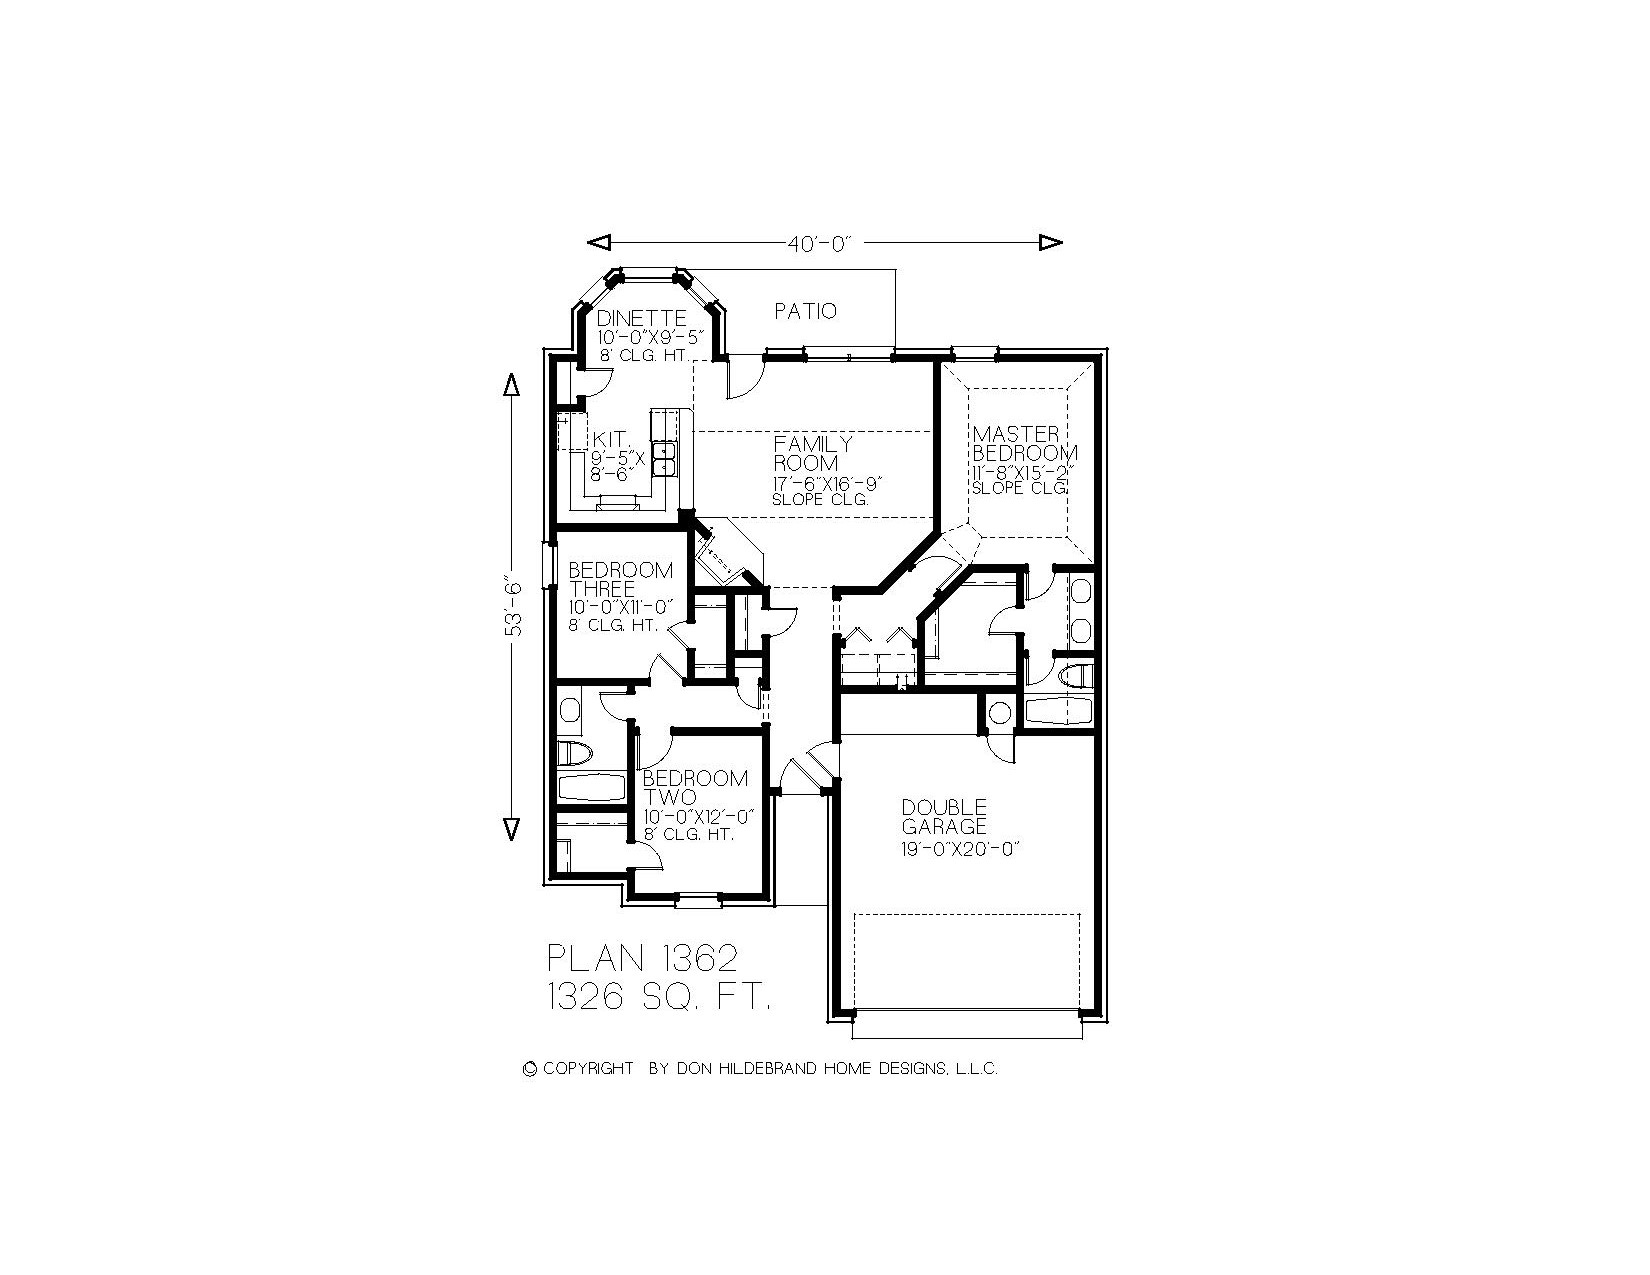 40'-0"
PATIO
DINETTE
10'-0"X9'-5"
8' CLG. HT.
KIT.
9'-5"X
8'-6"
FAMILY
ROOM
17'-6"X16'-9"
SLOPE CLG.
MASTER
BEDROOM
11'-8"X15'-2"
SLOPE CLG.
53'-6"
BEDROOM
THREE
10'-0"X11'-0"
8' CLG. HT.
BEDROOM
TWO
10'-0"X12'-0"
8' CLG. HT.
DOUBLE
GARAGE
19'-0"X20'-0"
PLAN 1362
1326 SQ. FT.
© COPYRIGHT BY DON HILDEBRAND HOME DESIGNS, L.L.C.